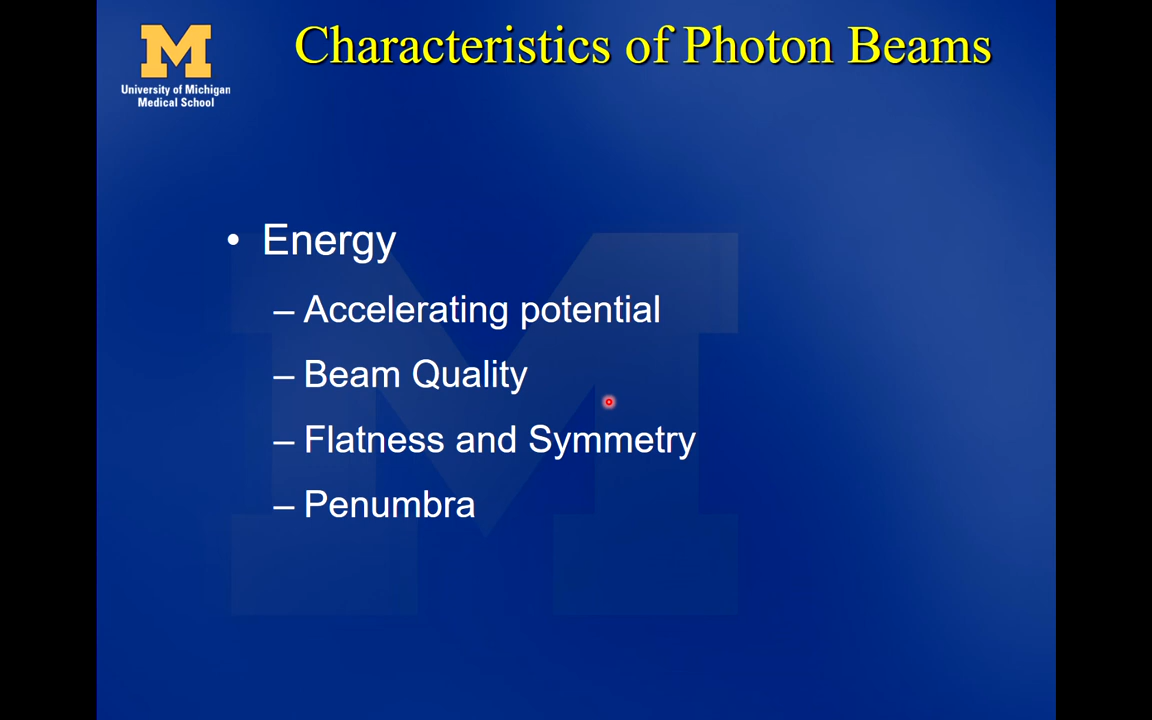 Characteristics of Photon Beams
University of Michigan
Medical School
• Energy
– Accelerating potential
– Beam Quality
– Flatness and Symmetry
– Penumbra